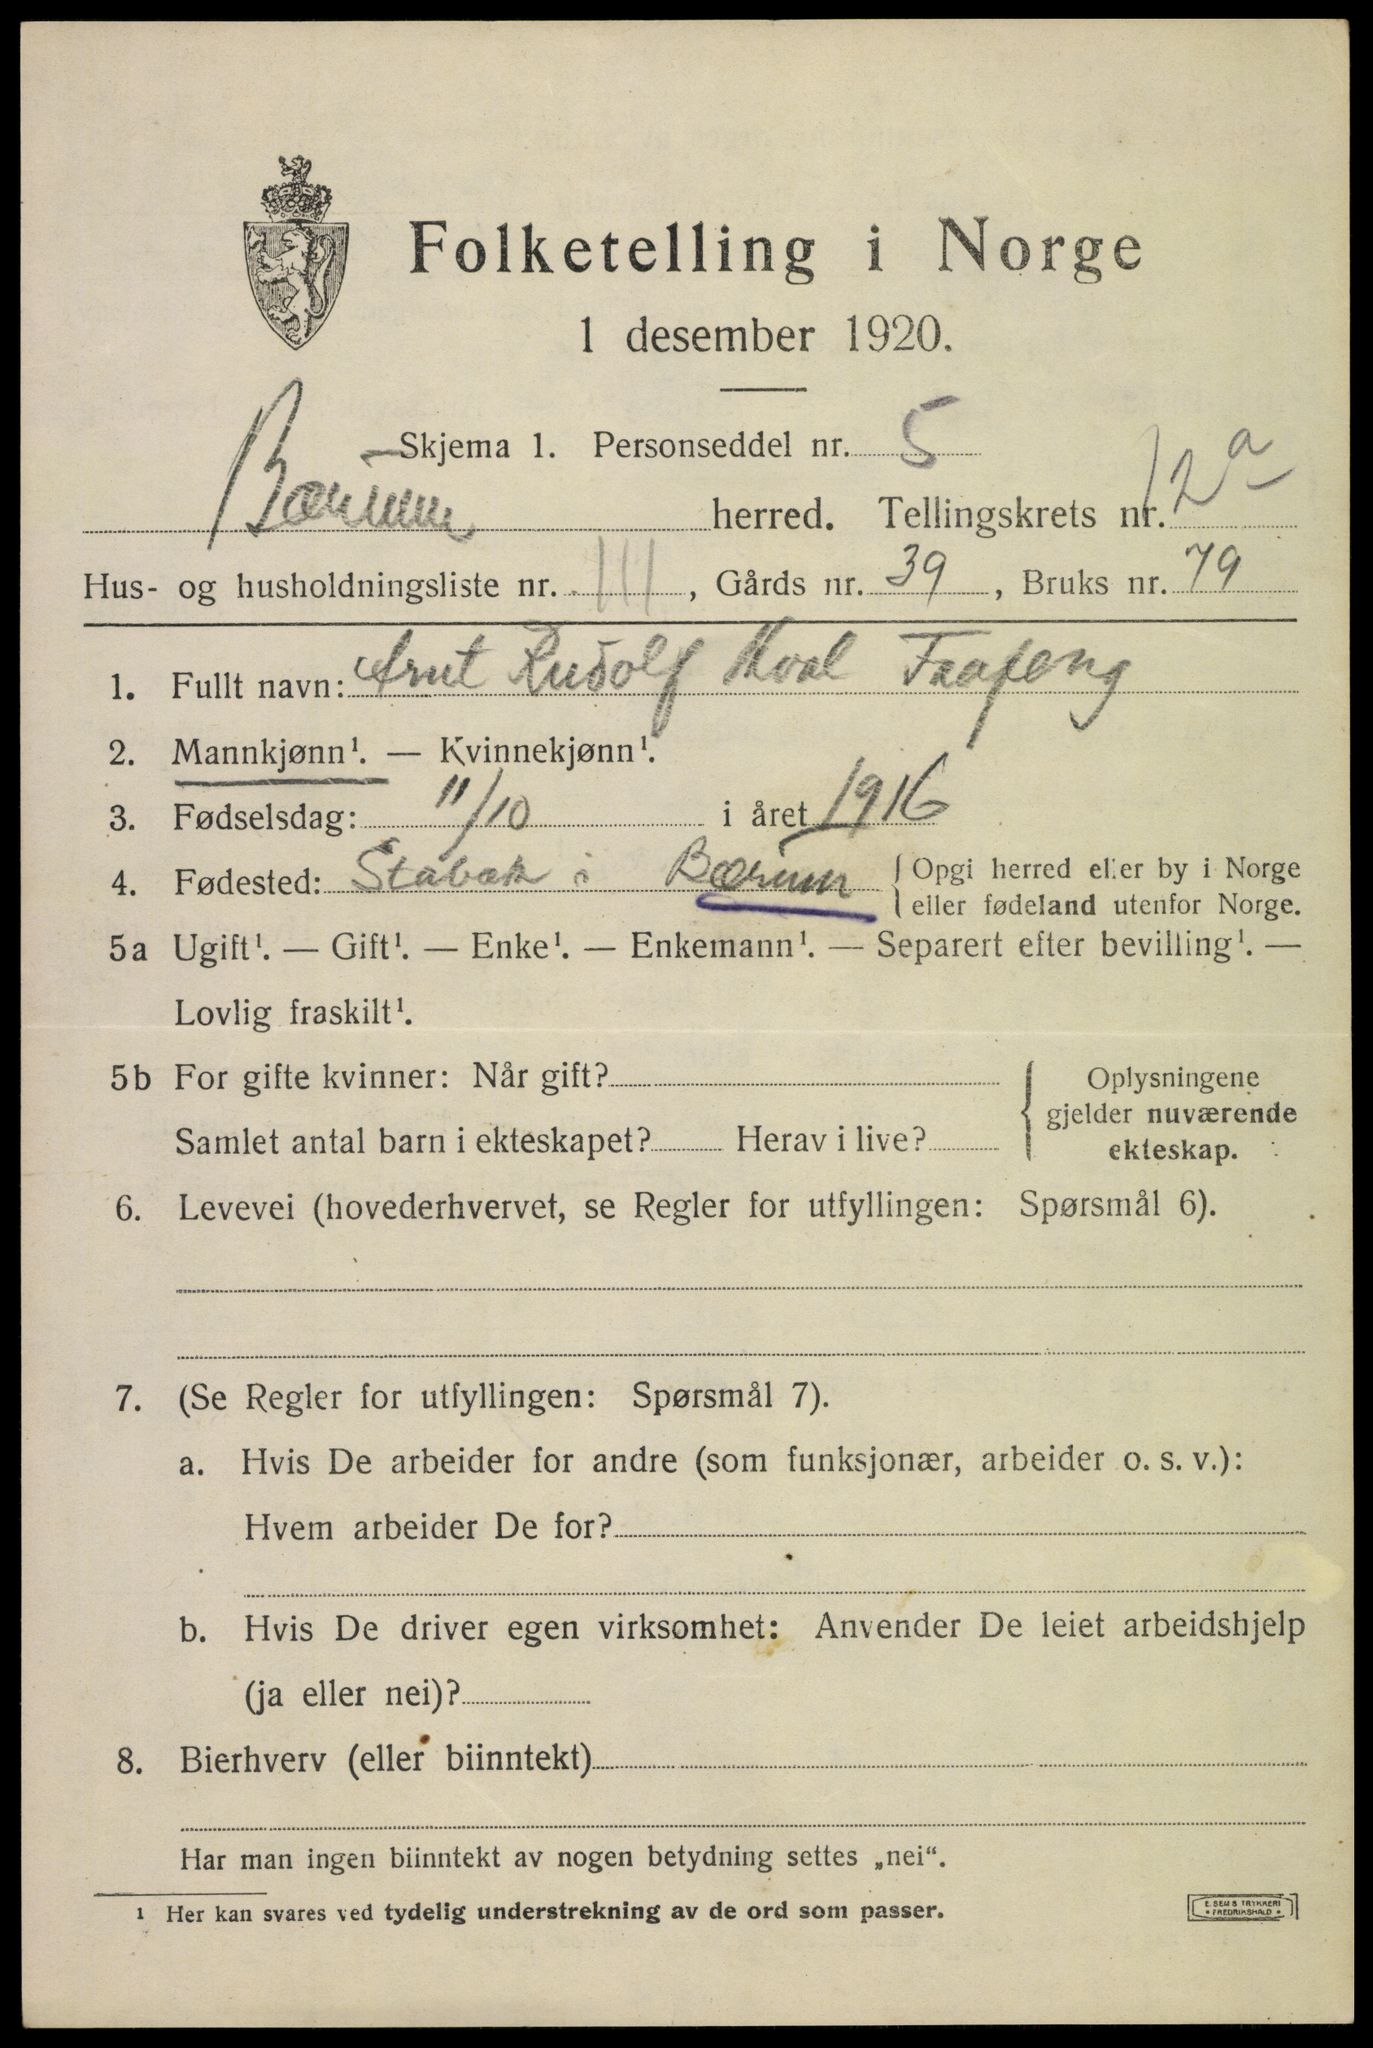 Folketelling i Norge
1 desember 1920.
Skjema 1. Personseddel nr. 5
Bærum herred. Tellingskrets nr. 12a
Hus- og husholdningsliste nr. 111, Gårds nr. 39, Bruks nr. 79
1. Fullt navn: Arnt Rudolf Hval Faafeng
2. Mannkjønn¹. — Kvinnekjønn¹.
3. Fødselsdag: 11/10 i året 1916
4. Fødested: Stabæk i Bærum { Opgi herred eller by i Norge
eller fødeland utenfor Norge.
5a Ugift¹. — Gift¹. — Enke¹. — Enkemann¹. — Separert efter bevilling¹. —
Lovlig fraskilt¹.
5b For gifte kvinner: Når gift? { Oplysningene
gjelder nuværende
Samlet antal barn i ekteskapet? Herav i live? ekteskap.
6. Levevei (hovederhvervet, se Regler for utfyllingen: Spørsmål 6).
7. (Se Regler for utfyllingen: Spørsmål 7).
a. Hvis De arbeider for andre (som funksjonær, arbeider o. s. v.):
Hvem arbeider De for?
b. Hvis De driver egen virksomhet: Anvender De leiet arbeidshjelp
(ja eller nei)?
8. Bierhverv (eller biinntekt)
Har man ingen biinntekt av nogen betydning settes „nei“.
¹ Her kan svares ved tydelig understrekning av de ord som passer.
E. SEMS TRYKKERI
• FREDRIKSHALD •